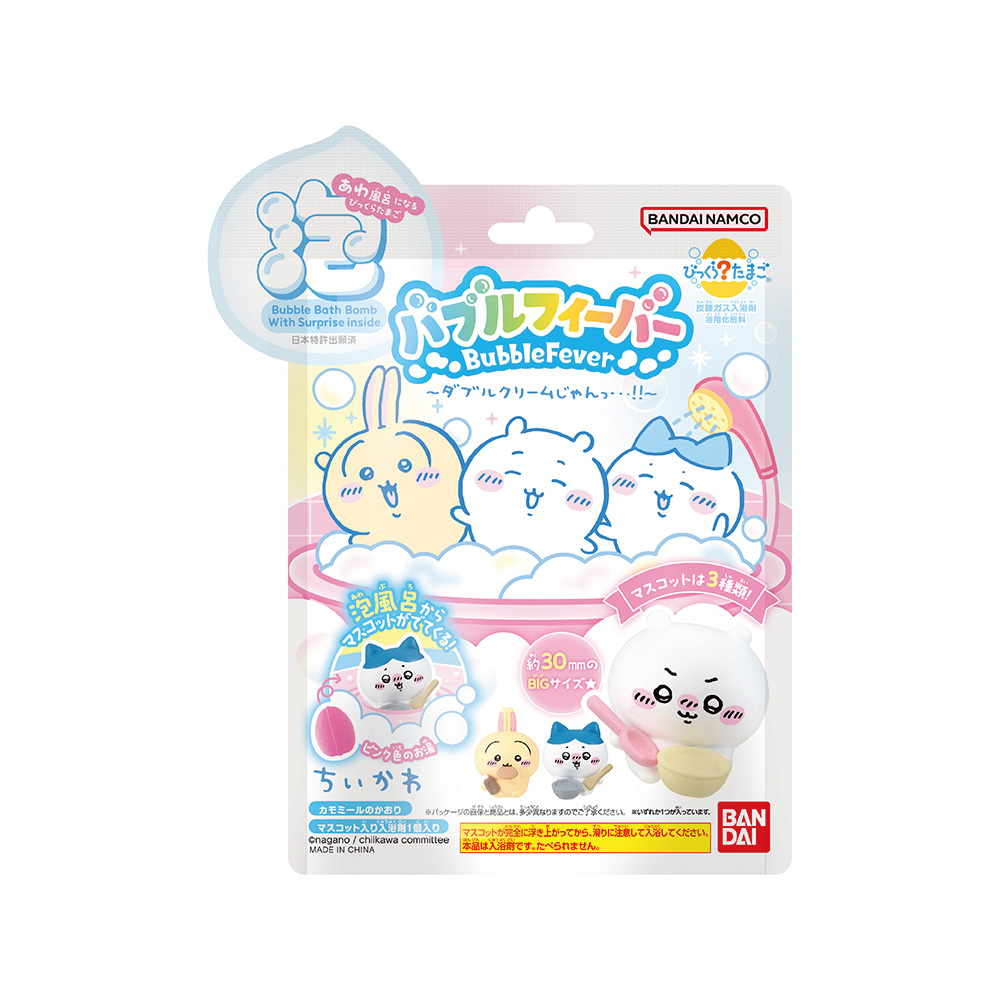 泡
あわ風呂になる
びっくらたまご
Bubble Bath Bomb
With Surprise inside
日本特許出願済
BANDAI NAMCO
びっくら?たまご®
炭酸ガス入浴剤
浴用化粧料
バブルフィーバー
BubbleFever
～ダブルクリームじゃんっ・・・!!～
マスコットは3種類!
泡風呂から
マスコットがでてくる!
約30mmの
BIGサイズ★
ピンク色のお湯
ちいかわ
カモミールのかおり
マスコット入り入浴剤1個入り
©nagano / chiikawa committee
MADE IN CHINA
※パッケージの画像と商品とは、多少異なりますのでご了承ください。
※いずれか1つが入っています。
マスコットが完全に浮き上がってから、滑りに注意して入浴してください。
本品は入浴剤です。たべられません。
BAN
DAI